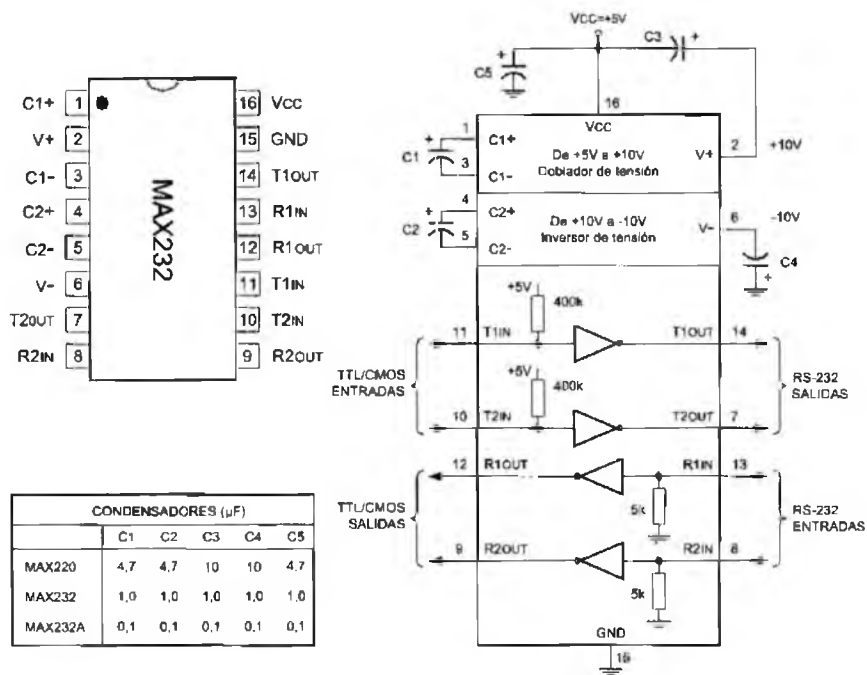 C1+ 1
V+ 2
C1- 3
C2+ 4
C2- 5
V- 6
T2OUT 7
R2IN 8
MAX232
16 VCC
15 GND
14 T1OUT
13 R1IN
12 R1OUT
11 T1IN
10 T2IN
9 R2OUT
CONDENSADORES (µF)
C1 C2 C3 C4 C5
MAX220 4,7 4,7 10 10 4,7
MAX232 1,0 1,0 1,0 1,0 1,0
MAX232A 0,1 0,1 0,1 0,1 0,1
VCC=+5V
C3 +
+
C5
16
VCC
1
C1+
+
C1
3
C1-
De +5V a +10V
Doblador de tensión
V+
2
+10V
4
C2+
+
C2
5
C2-
De +10V a -10V
Inversor de tensión
V-
6
-10V
C4
+
+5V
400k
11 T1IN
T1OUT 14
TTL/CMOS
ENTRADAS
+5V
400k
RS-232
SALIDAS
10 T2IN
T2OUT 7
12 R1OUT
R1IN 13
TTL/CMOS
SALIDAS
5k
RS-232
ENTRADAS
9 R2OUT
R2IN 8
5k
GND
15